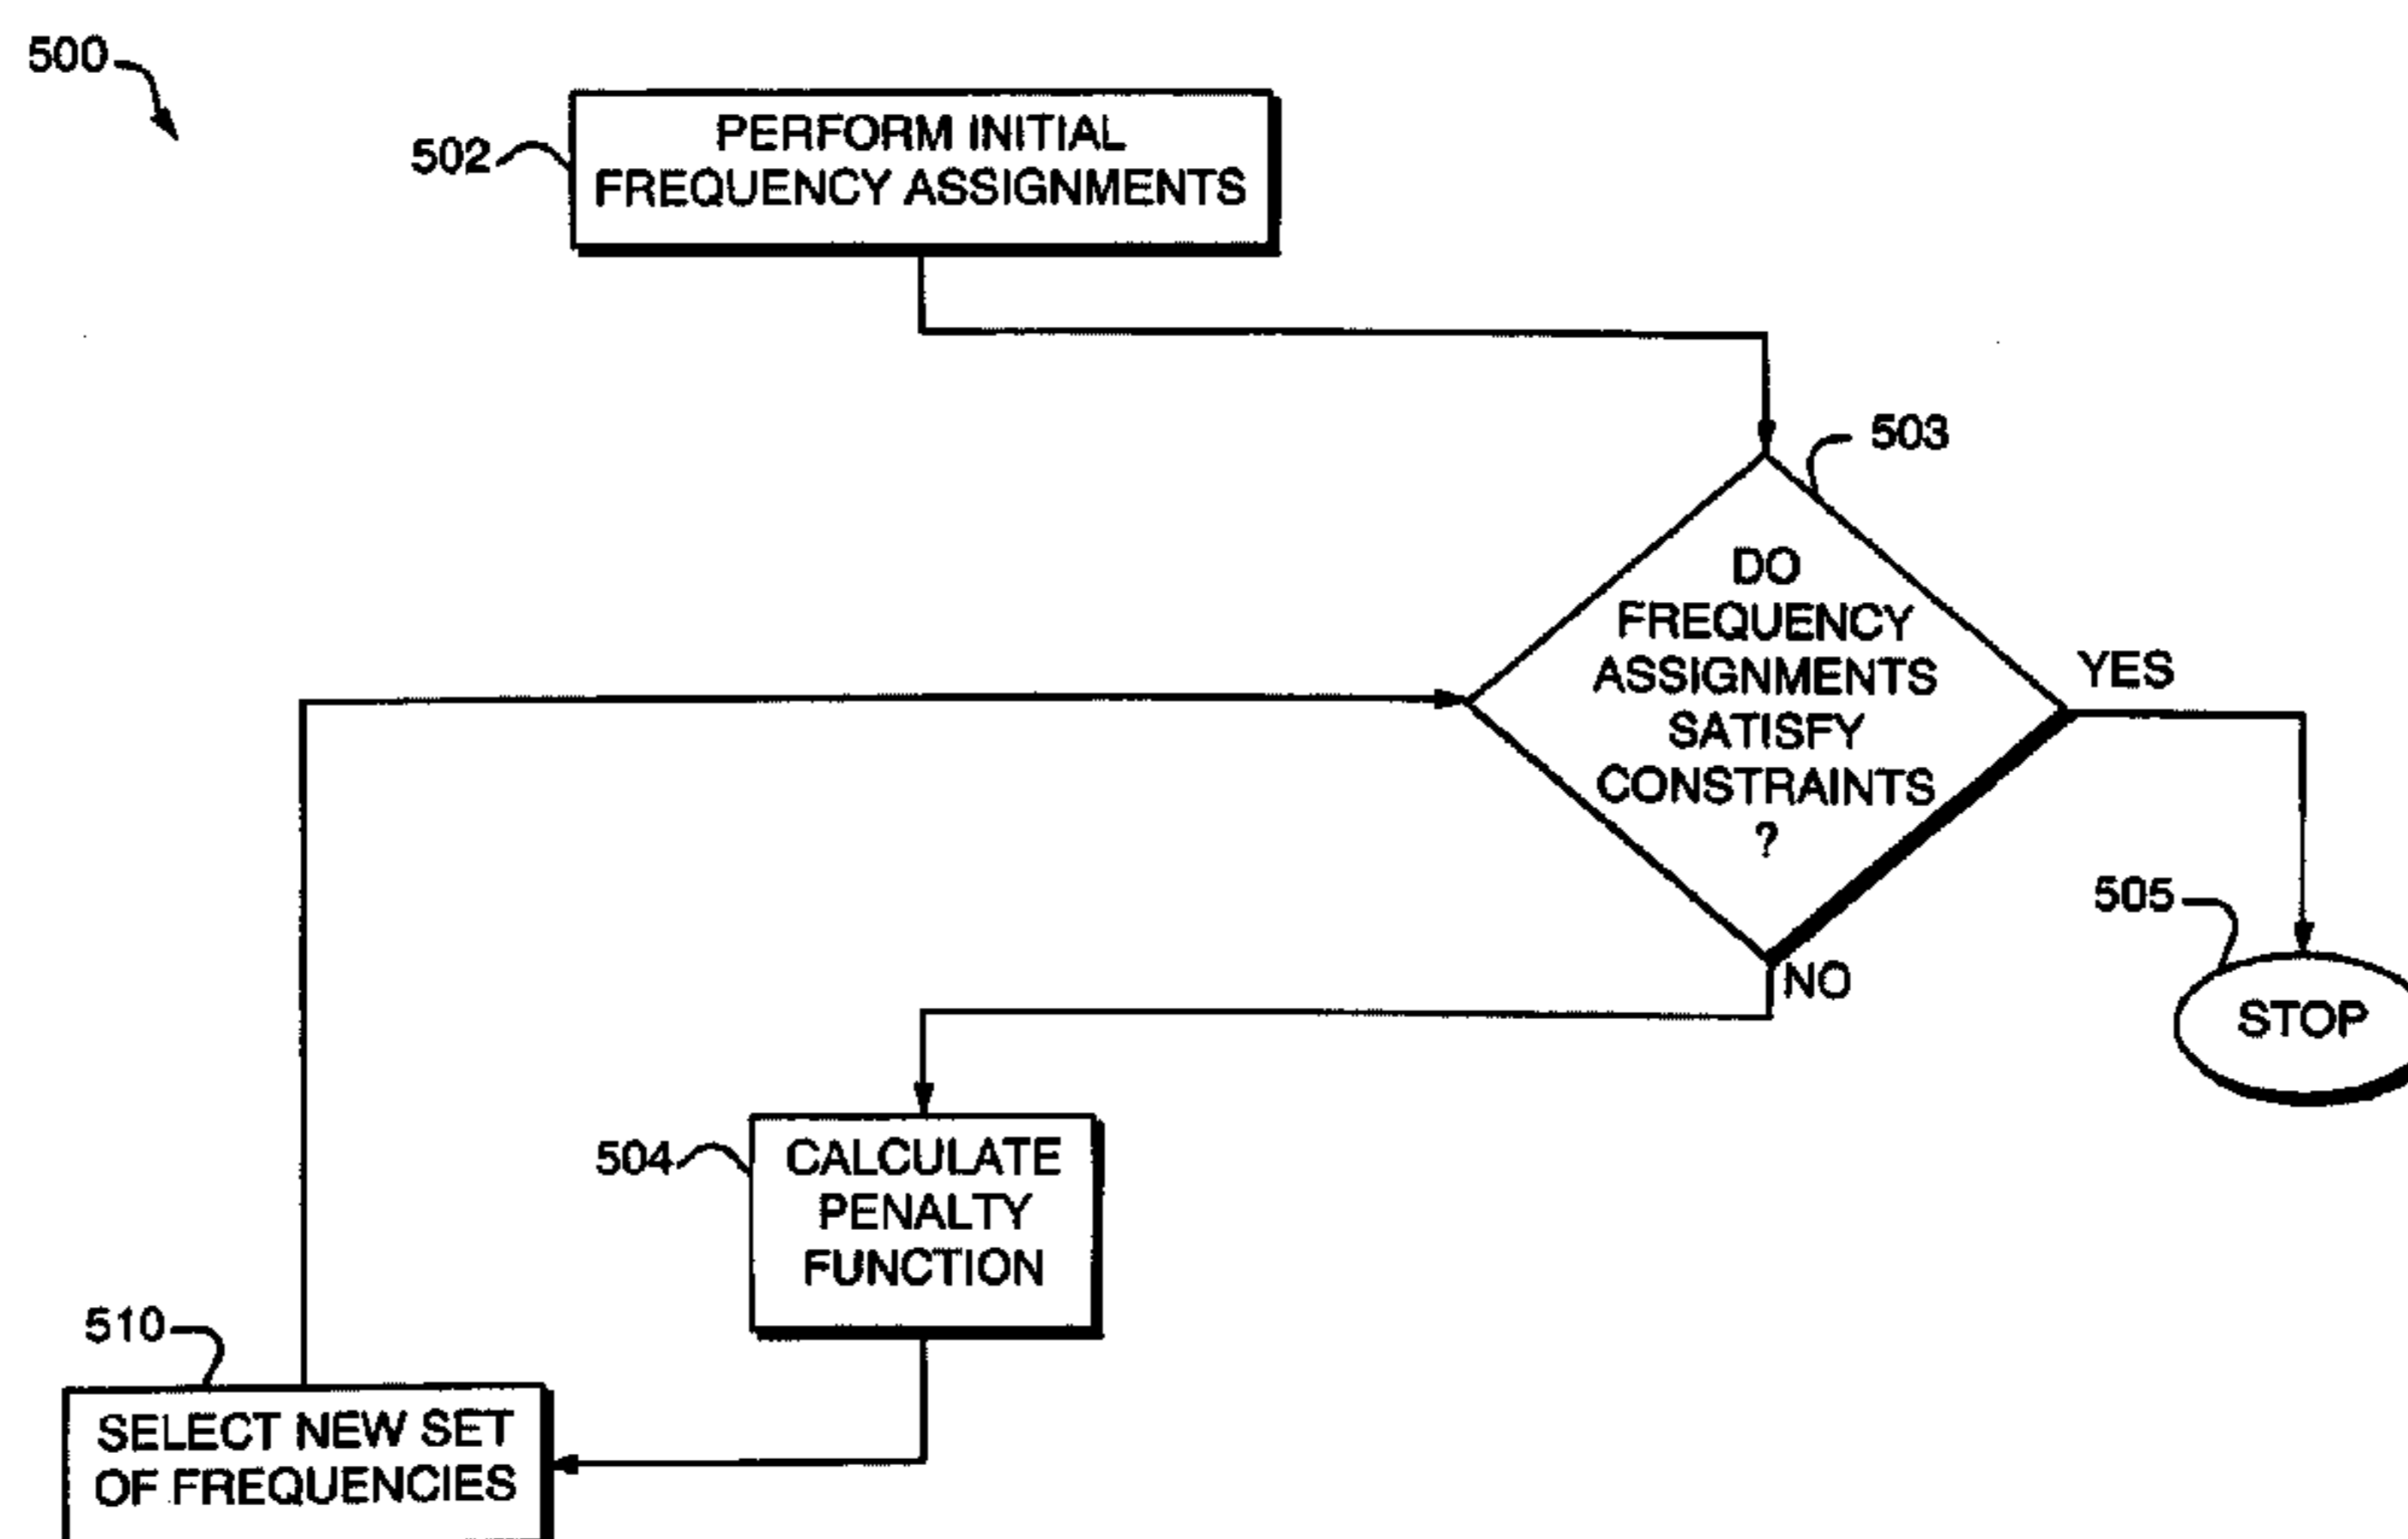 500
502
PERFORM INITIAL
FREQUENCY ASSIGNMENTS
503
DO
FREQUENCY
ASSIGNMENTS
SATISFY
CONSTRAINTS
?
YES
NO
505
STOP
504
CALCULATE
PENALTY
FUNCTION
510
SELECT NEW SET
OF FREQUENCIES